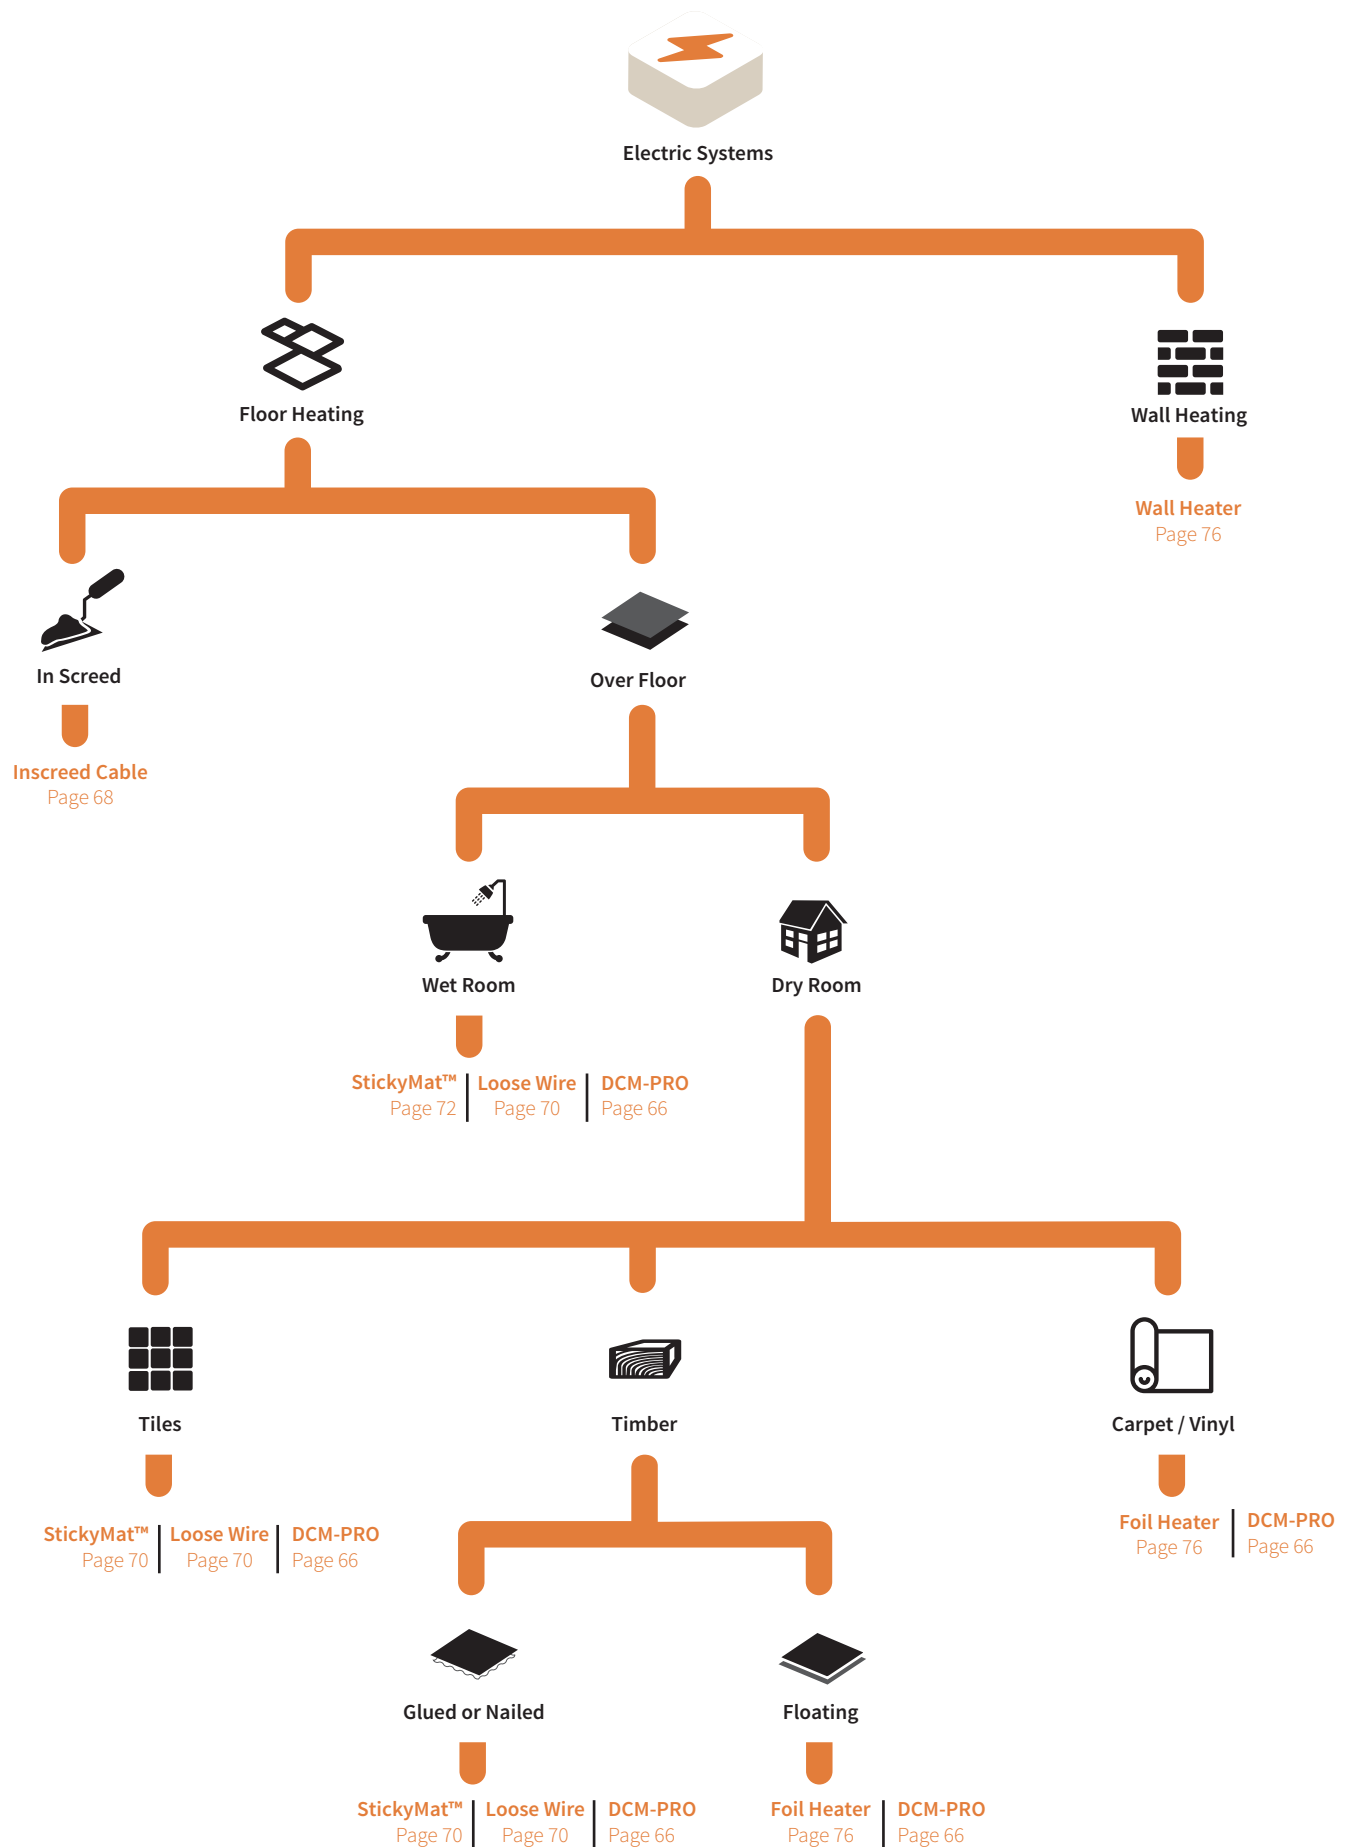 Electric Systems
Floor Heating
Wall Heating
Wall Heater
Page 76
In Screed
Over Floor
Inscreed Cable
Page 68
Wet Room
Dry Room
StickyMat™ Loose Wire DCM-PRO
Page 72 Page 70 Page 66
Tiles
Timber
Carpet / Vinyl
StickyMat™ Loose Wire DCM-PRO
Page 70 Page 70 Page 66
Foil Heater DCM-PRO
Page 76 Page 66
Glued or Nailed
Floating
StickyMat™ Loose Wire DCM-PRO
Page 70 Page 70 Page 66
Foil Heater DCM-PRO
Page 76 Page 66